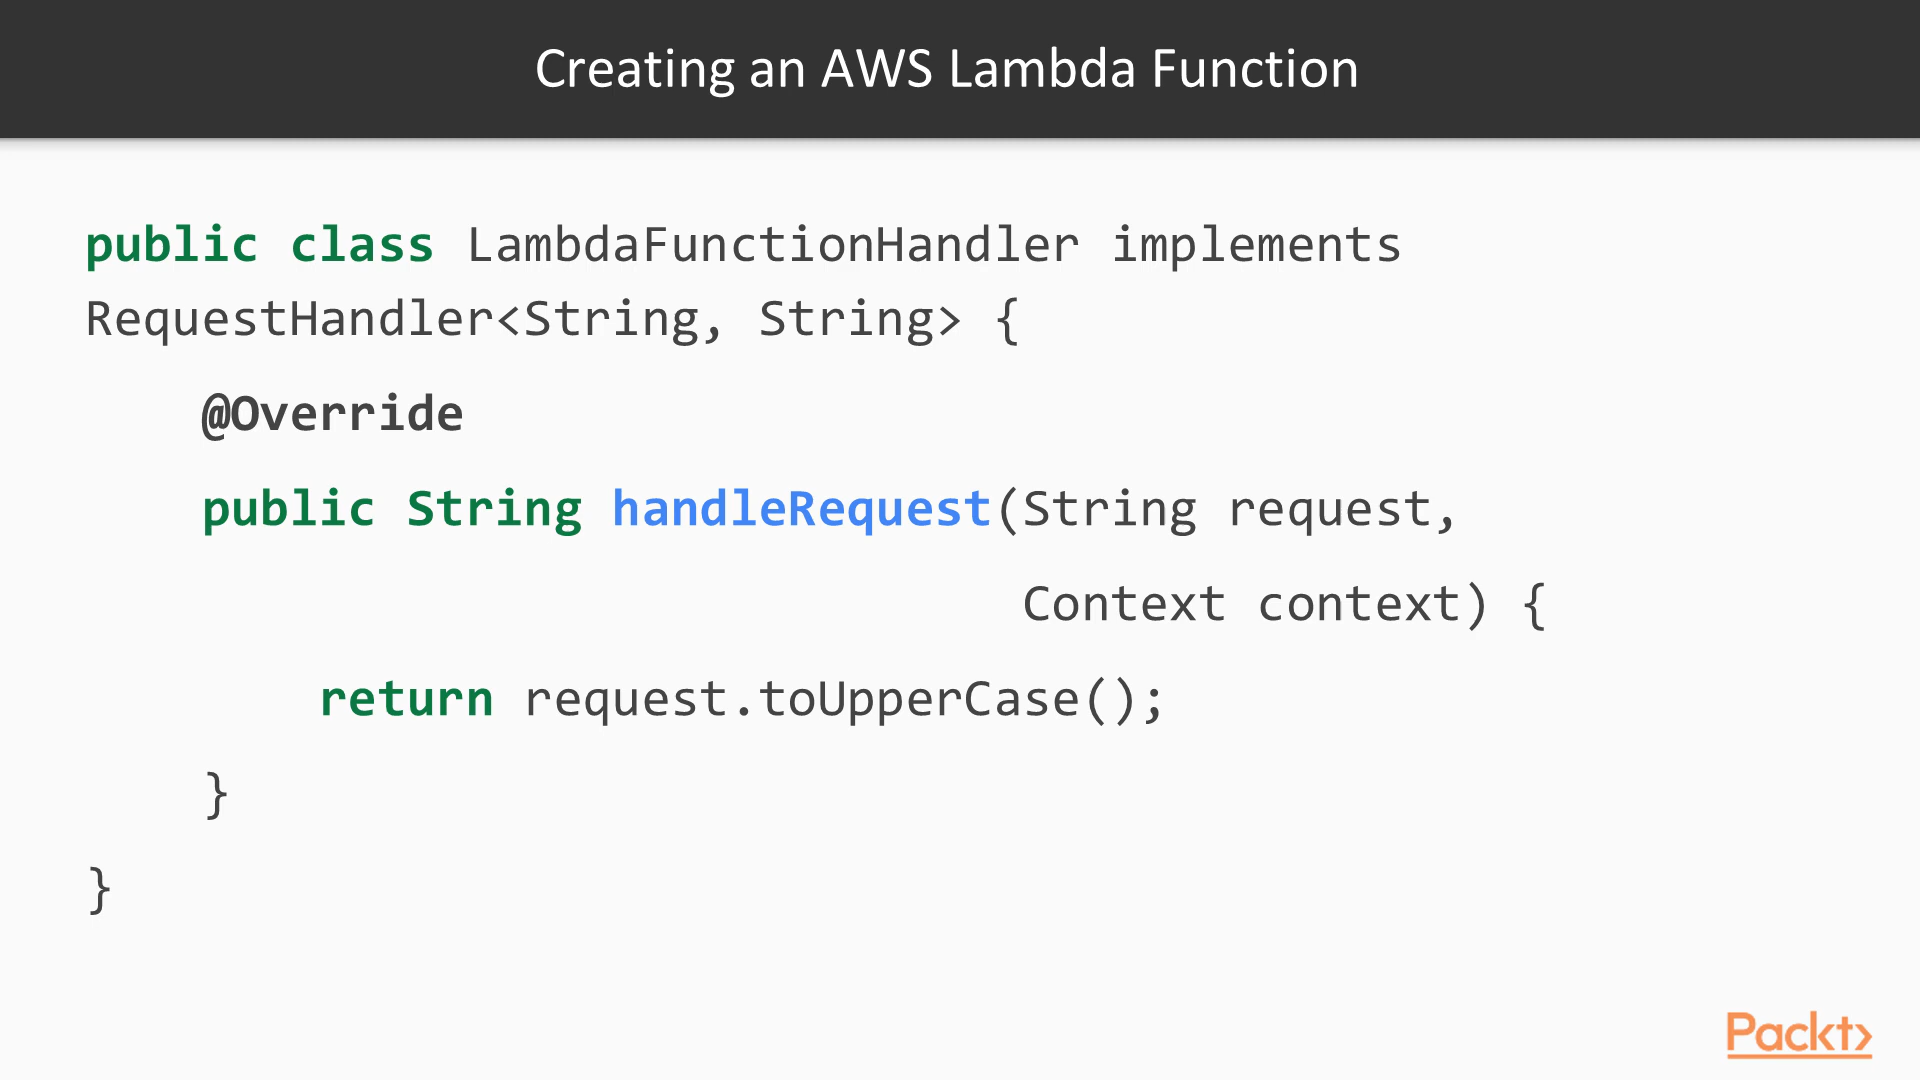 Creating an AWS Lambda Function
public class LambdaFunctionHandler implements
RequestHandler<String, String> {
@Override
public String handleRequest(String request,
Context context) {
return request.toUpperCase();
}
}
Packt>